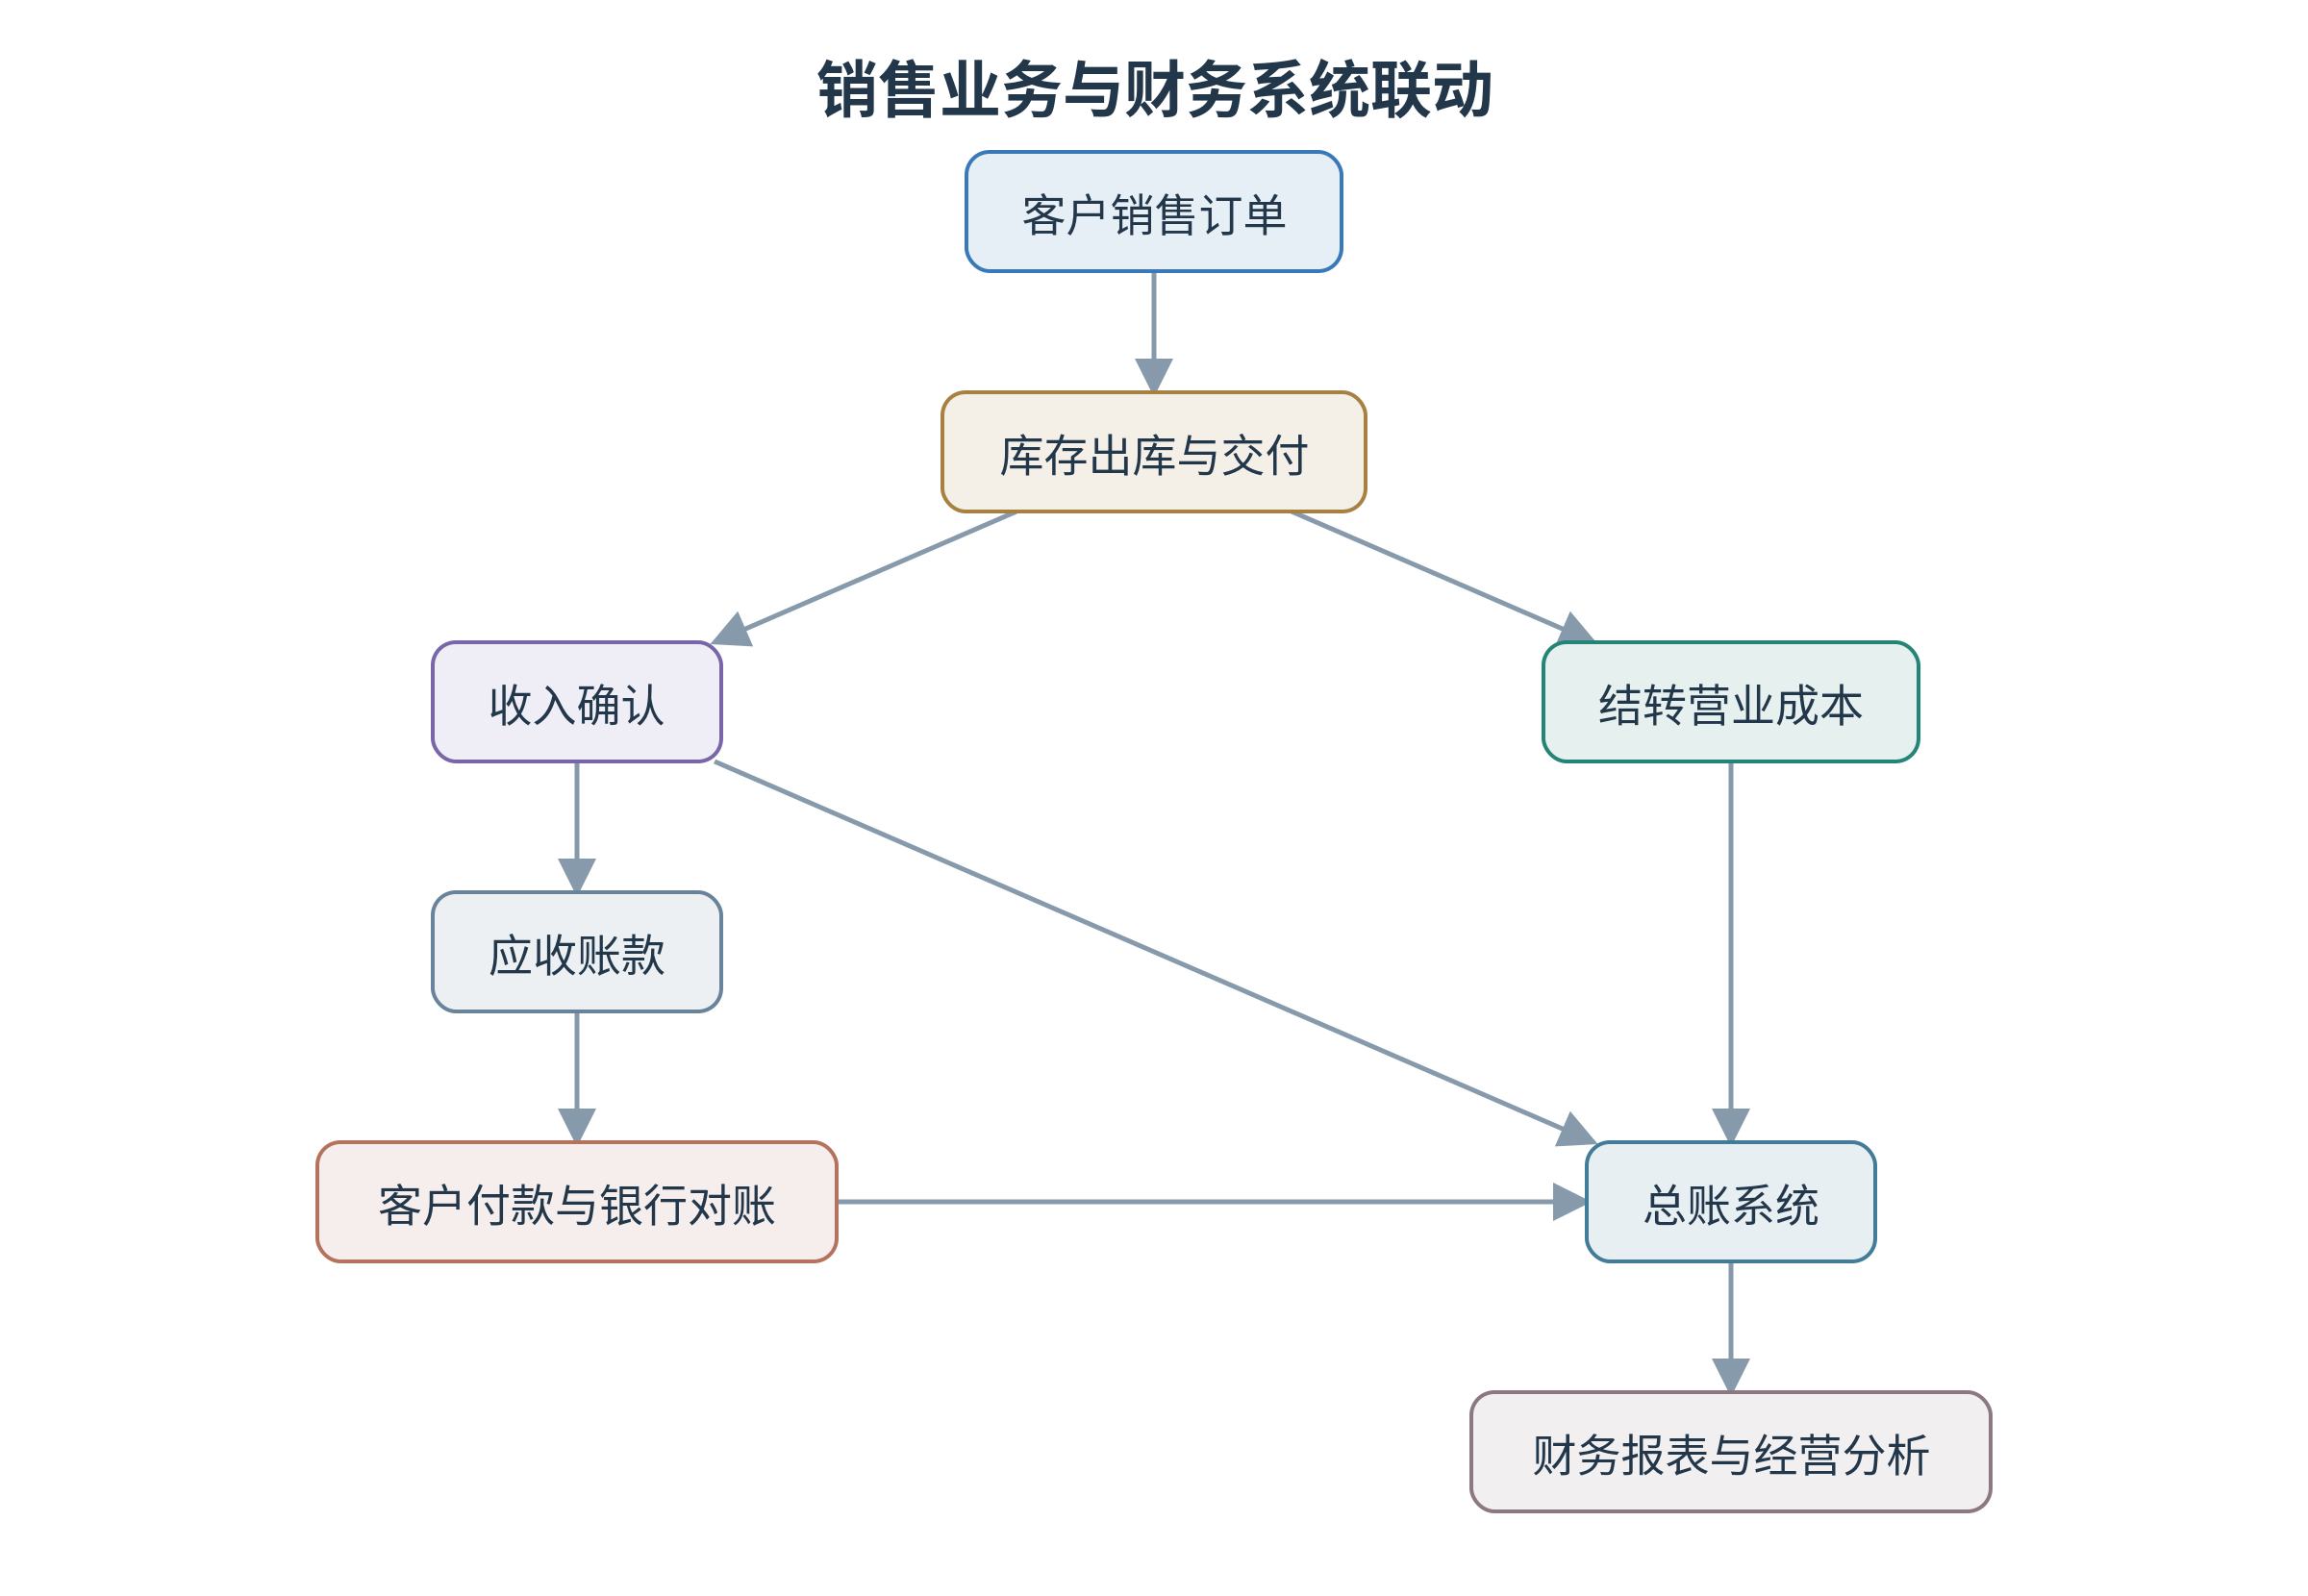 销售业务与财务系统联动
客户销售订单
库存出库与交付
收入确认
结转营业成本
应收账款
客户付款与银行对账
总账系统
财务报表与经营分析